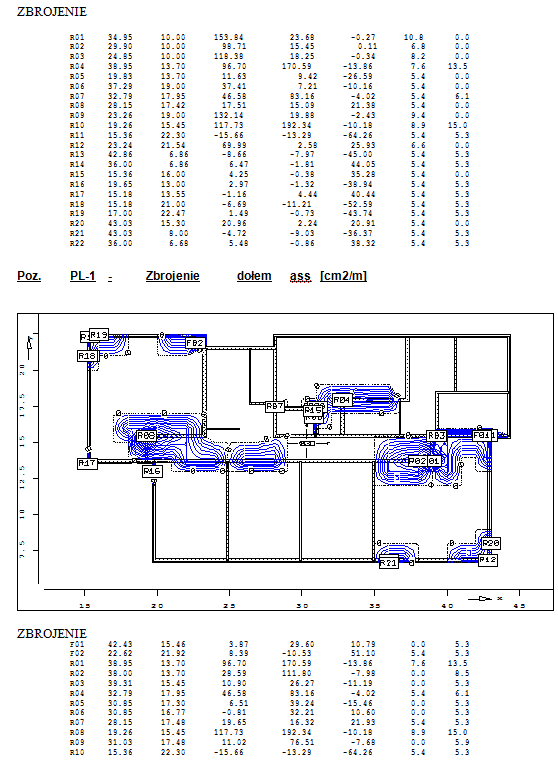 ZBROJENIE
R01 34.95 10.00 153.84 23.68 -0.27 10.8 0.0
R02 29.90 10.00 98.71 15.45 0.11 6.8 0.0
R03 24.85 10.00 118.38 18.25 -0.34 8.2 0.0
R04 38.95 13.70 96.70 170.59 -13.86 7.6 13.5
R05 19.83 13.70 11.63 9.42 -26.59 5.4 0.0
R06 37.29 19.00 37.41 7.21 -10.16 5.4 0.0
R07 32.79 17.95 46.58 83.16 -4.02 5.4 6.1
R08 28.15 17.42 17.51 15.09 21.38 5.4 0.0
R09 23.26 19.00 132.14 19.88 -2.43 9.4 0.0
R10 19.26 15.45 117.73 192.34 -10.18 8.9 15.0
R11 15.36 22.30 -15.66 -13.29 -64.26 5.4 5.3
R12 23.24 21.54 69.99 2.58 25.93 6.6 0.0
R13 42.86 6.86 -8.66 -7.97 -45.00 5.4 5.3
R14 36.00 6.86 6.47 -1.81 44.05 5.4 5.3
R15 15.36 16.00 4.25 -0.38 35.28 5.4 0.0
R16 19.65 13.00 2.97 -1.32 -38.94 5.4 5.3
R17 15.18 13.55 -1.16 4.44 40.44 5.4 5.3
R18 15.18 21.00 -6.69 -11.21 -52.59 5.4 5.3
R19 17.00 22.47 1.49 -0.73 -43.74 5.4 5.3
R20 43.03 15.30 20.96 2.24 20.91 5.4 0.0
R21 43.03 8.00 -4.72 -9.03 -36.37 5.4 5.3
R22 36.00 6.68 5.48 -0.86 38.32 5.4 5.3
Poz. PL-1 - Zbrojenie dołem ass [cm2/m]
R19
R18 F0
F02
R07 R04
R15
R06
R03 F011
R17
R16
R02 01
R20
R21 R12
20
17.5
15
12.5
10
7.5
15 20 25 30 35 40 45
x
ZBROJENIE
F01 42.43 15.46 3.87 29.60 10.79 0.0 5.3
F02 22.62 21.92 8.39 -10.53 51.10 5.4 5.3
R01 38.95 13.70 96.70 170.59 -13.86 7.6 13.5
R02 38.00 13.70 28.59 111.80 -7.98 0.0 8.5
R03 39.31 15.45 10.90 26.27 -11.19 0.0 5.3
R04 32.79 17.95 46.58 83.16 -4.02 5.4 6.1
R05 30.85 17.30 6.51 39.24 -15.46 0.0 5.3
R06 30.85 16.77 -0.81 32.21 10.60 0.0 5.3
R07 28.15 17.48 19.65 16.32 21.93 5.4 5.3
R08 19.26 15.45 117.73 192.34 -10.18 8.9 15.0
R09 31.03 17.48 11.02 76.51 -7.68 0.0 5.9
R10 15.36 22.30 -15.66 -13.29 -64.26 5.4 5.3